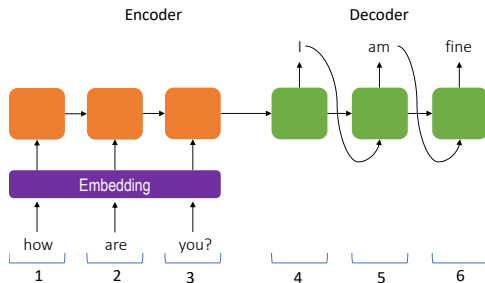 Encoder Decoder
I am fine
Embedding
how are you?
1 2 3 4 5 6